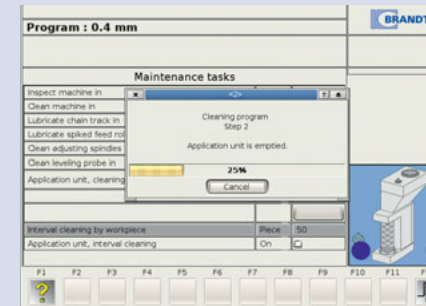 Program : 0.4 mm
BRANDT
Maintenance tasks
Inspect machine in
Clean machine in
Lubricate chain track in
Lubricate spiked feed rol
Clean adjusting spindles
Clean leveling probe in
Application unit, cleaning
<2>
?
Cleaning program
Step 2
Application unit is emptied.
25%
Cancel
Interval cleaning by workpiece Piece 50
Application unit, interval cleaning On
F1 F2 F3 F4 F5 F6 F7 F8 F9 F10 F11 F
?